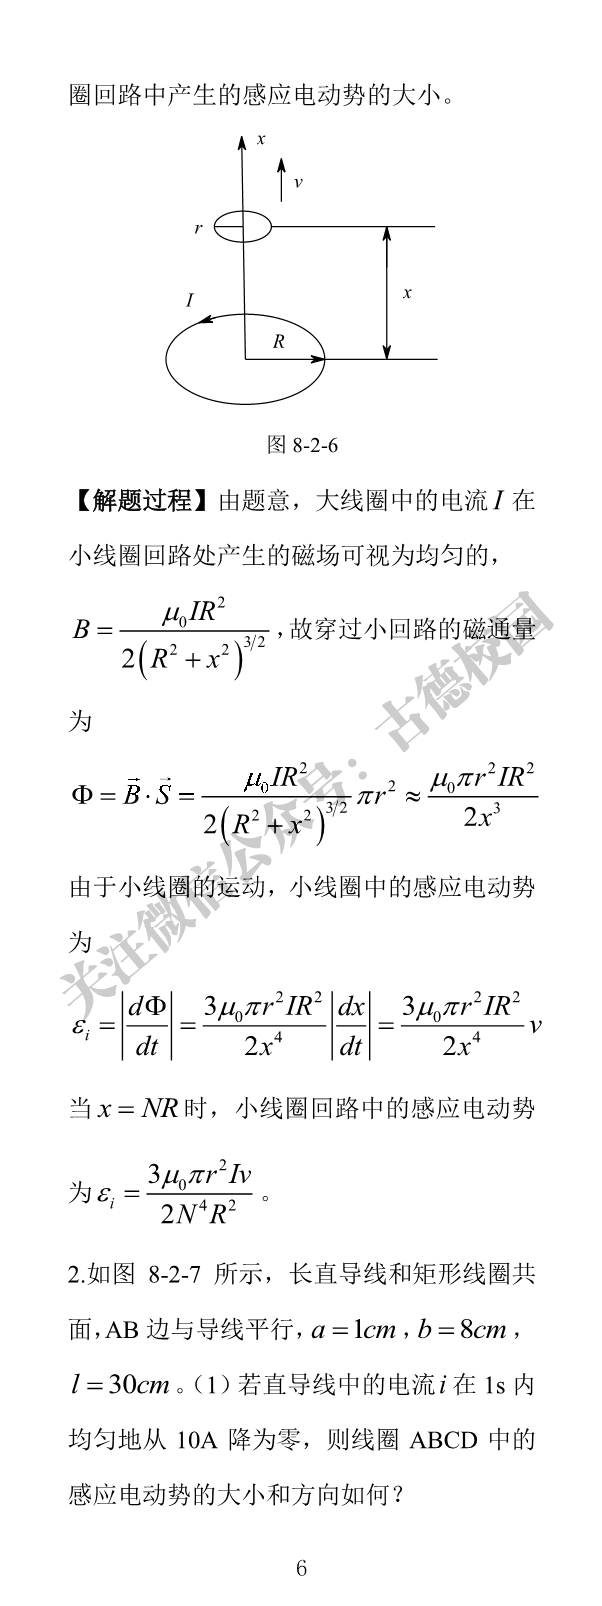 圈回路中产生的感应电动势的大小。
x
v
r
x
I
R
图 8-2-6
【解题过程】由题意，大线圈中的电流 I 在
小线圈回路处产生的磁场可视为均匀的，
B = \frac{\mu_0 I R^2}{2(R^2 + x^2)^{3/2}}，故穿过小回路的磁通量
为
\Phi = \vec{B} \cdot \vec{S} = \frac{\mu_0 I R^2}{2(R^2 + x^2)^{3/2}} \pi r^2 \approx \frac{\mu_0 \pi r^2 I R^2}{2x^3}
由于小线圈的运动，小线圈中的感应电动势
为
\varepsilon_i = \left|\frac{d\Phi}{dt}\right| = \frac{3\mu_0 \pi r^2 I R^2}{2x^4} \left|\frac{dx}{dt}\right| = \frac{3\mu_0 \pi r^2 I R^2}{2x^4} v
当 x = NR 时，小线圈回路中的感应电动势
为 \varepsilon_i = \frac{3\mu_0 \pi r^2 I v}{2N^4 R^2} 。
2.如图 8-2-7 所示，长直导线和矩形线圈共
面，AB 边与导线平行，a = 1cm，b = 8cm，
l = 30cm。（1）若直导线中的电流 i 在 1s 内
均匀地从 10A 降为零，则线圈 ABCD 中的
感应电动势的大小和方向如何？
6
关注微信公众号：古德校园